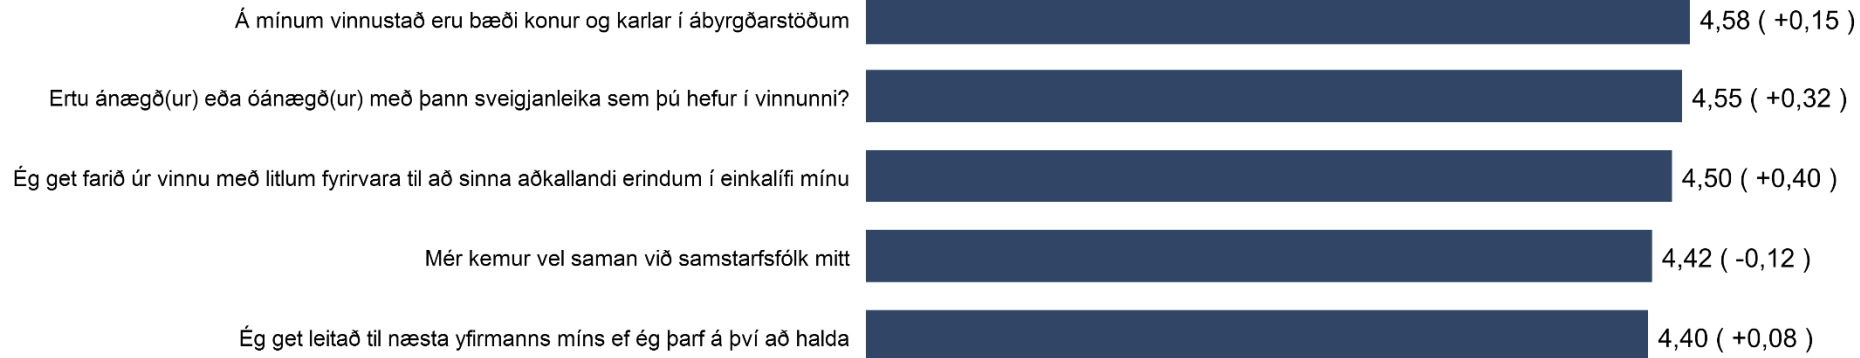 Á mínum vinnustað eru bæði konur og karlar í ábyrgðarstöðum 4,58 ( +0,15 )
Ertu ánægð(ur) eða óánægð(ur) með þann sveigjanleika sem þú hefur í vinnunni? 4,55 ( +0,32 )
Ég get farið úr vinnu með litlum fyrirvara til að sinna aðkallandi erindum í einkalífi mínu 4,50 ( +0,40 )
Mér kemur vel saman við samstarfsfólk mitt 4,42 ( -0,12 )
Ég get leitað til næsta yfirmanns míns ef ég þarf á því að halda 4,40 ( +0,08 )